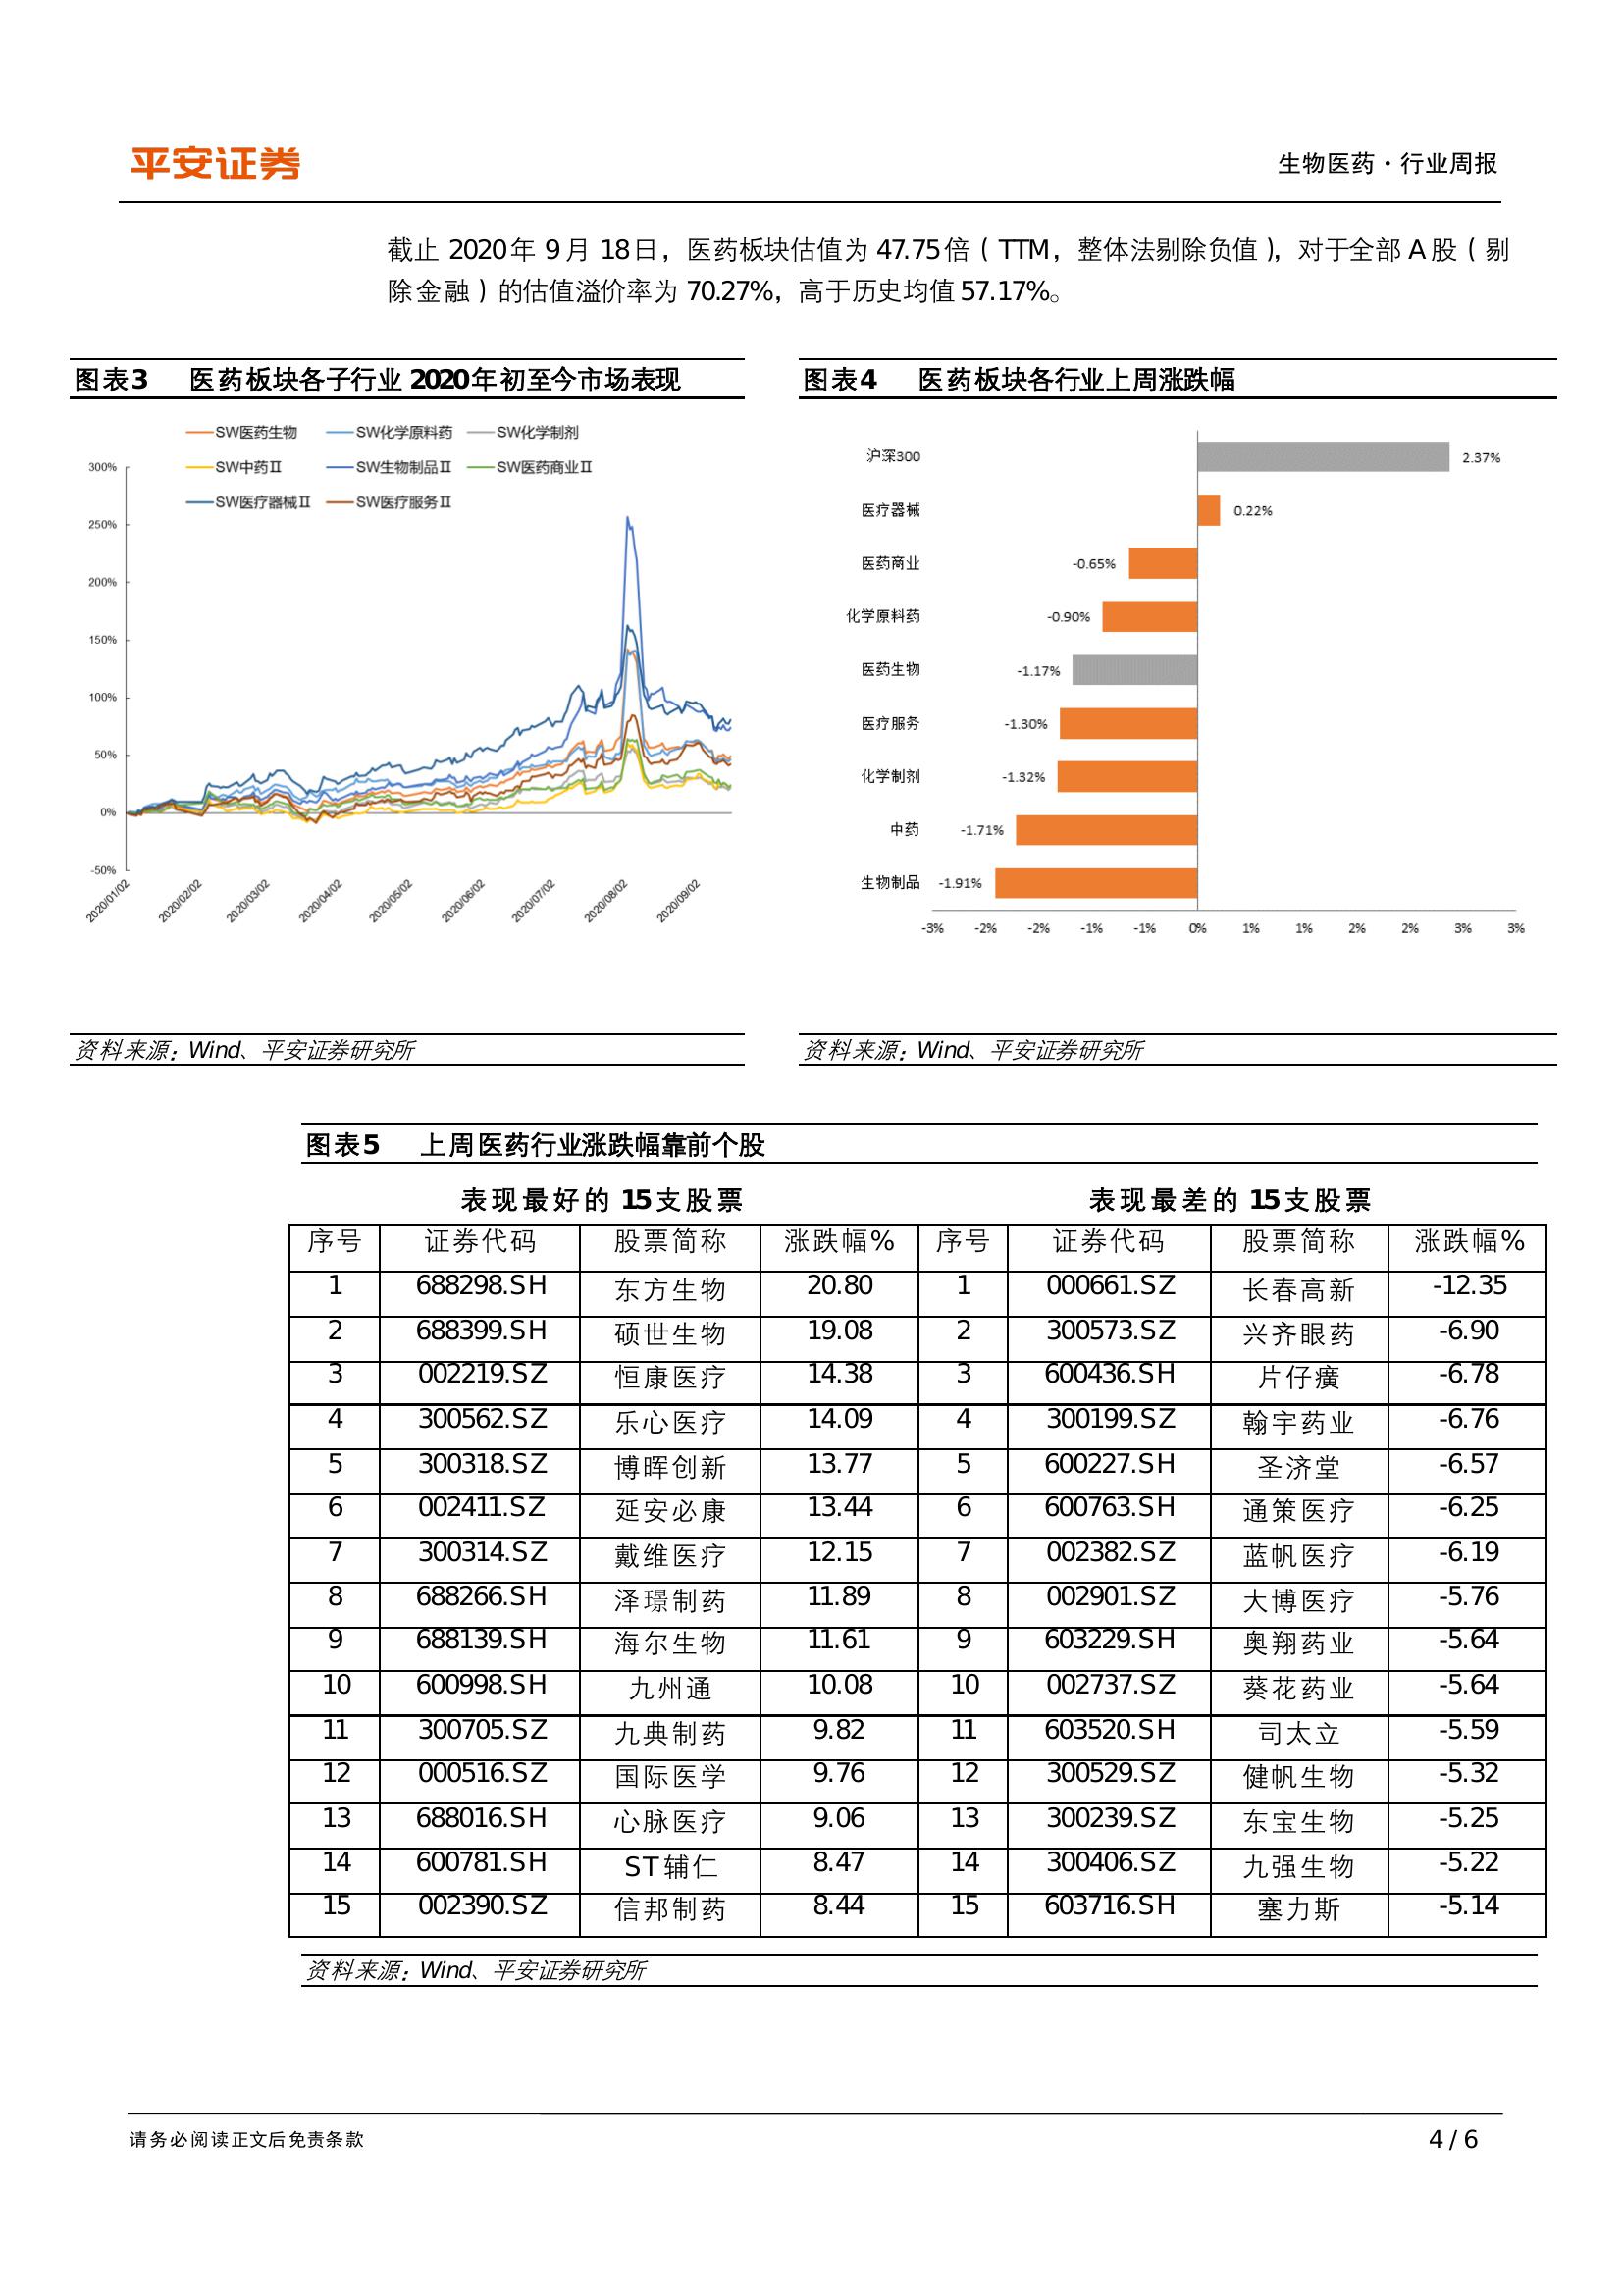 平安证券
生物医药·行业周报
截止 2020年 9月 18日，医药板块估值为 47.75倍（TTM，整体法剔除负值），对于全部A股（剔
除金融）的估值溢价率为 70.27%，高于历史均值57.17%。
图表3 医药板块各子行业 2020年初至今市场表现
SW医药生物 SW化学原料药 SW化学制剂
SW中药Ⅱ SW生物制品Ⅱ SW医药商业Ⅱ
SW医疗器械Ⅱ SW医疗服务Ⅱ
300%
250%
200%
150%
100%
50%
0%
-50%
2020/01/02 2020/02/02 2020/03/02 2020/04/02 2020/05/02 2020/06/02 2020/07/02 2020/08/02 2020/09/02
资料来源：Wind、平安证券研究所
图表4 医药板块各行业上周涨跌幅
沪深300 2.37%
医疗器械 0.22%
医药商业 -0.65%
化学原料药 -0.90%
医药生物 -1.17%
医疗服务 -1.30%
化学制剂 -1.32%
中药 -1.71%
生物制品 -1.91%
-3% -2% -2% -1% -1% 0% 1% 1% 2% 2% 3% 3%
资料来源：Wind、平安证券研究所
图表5 上周医药行业涨跌幅靠前个股
表现最好的 15支股票 表现最差的 15支股票
序号 证券代码 股票简称 涨跌幅% 序号 证券代码 股票简称 涨跌幅%
1 688298.SH 东方生物 20.80 1 000661.SZ 长春高新 -12.35
2 688399.SH 硕世生物 19.08 2 300573.SZ 兴齐眼药 -6.90
3 002219.SZ 恒康医疗 14.38 3 600436.SH 片仔癀 -6.78
4 300562.SZ 乐心医疗 14.09 4 300199.SZ 翰宇药业 -6.76
5 300318.SZ 博晖创新 13.77 5 600227.SH 圣济堂 -6.57
6 002411.SZ 延安必康 13.44 6 600763.SH 通策医疗 -6.25
7 300314.SZ 戴维医疗 12.15 7 002382.SZ 蓝帆医疗 -6.19
8 688266.SH 泽璟制药 11.89 8 002901.SZ 大博医疗 -5.76
9 688139.SH 海尔生物 11.61 9 603229.SH 奥翔药业 -5.64
10 600998.SH 九州通 10.08 10 002737.SZ 葵花药业 -5.64
11 300705.SZ 九典制药 9.82 11 603520.SH 司太立 -5.59
12 000516.SZ 国际医学 9.76 12 300529.SZ 健帆生物 -5.32
13 688016.SH 心脉医疗 9.06 13 300239.SZ 东宝生物 -5.25
14 600781.SH ST辅仁 8.47 14 300406.SZ 九强生物 -5.22
15 002390.SZ 信邦制药 8.44 15 603716.SH 塞力斯 -5.14
资料来源：Wind、平安证券研究所
请务必阅读正文后免责条款
4 / 6